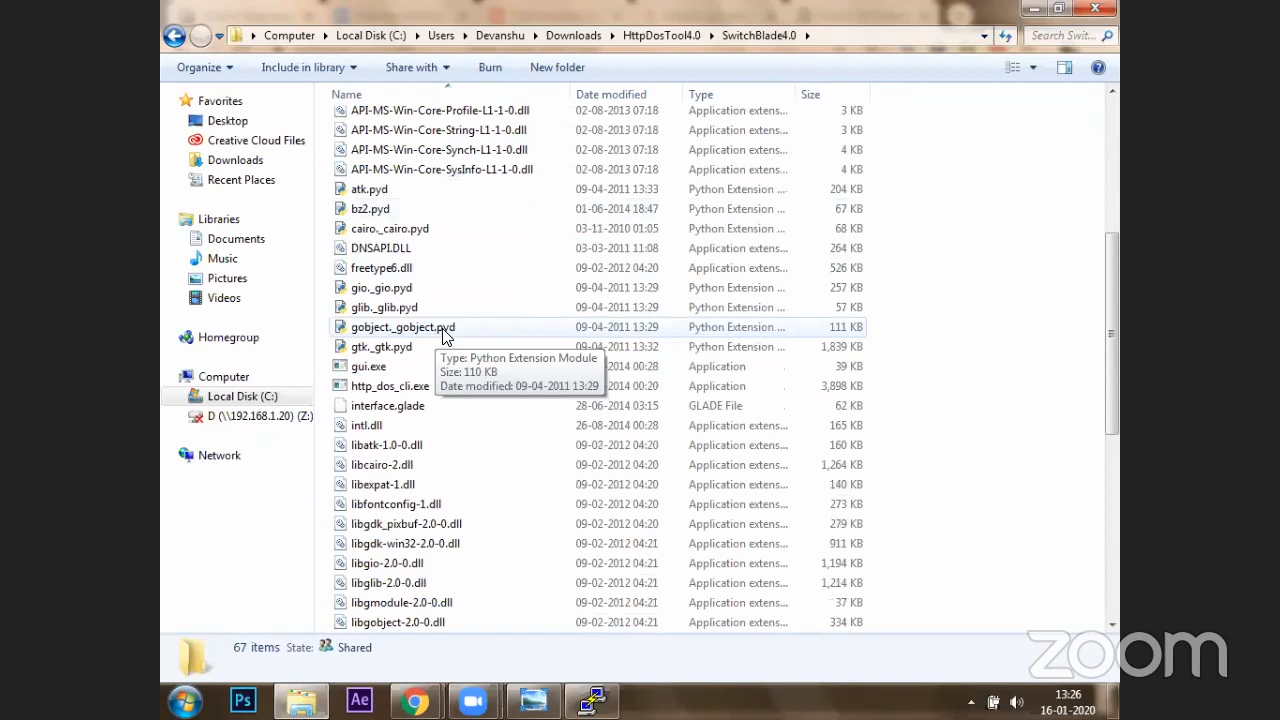 Computer Local Disk (C:) Users Devanshu Downloads HttpDosTool4.0 SwitchBlade4.0 Search Swit...
Organize Include in library Share with Burn New folder
Favorites
Desktop
Creative Cloud Files
Downloads
Recent Places
Libraries
Documents
Music
Pictures
Videos
Homegroup
Computer
Local Disk (C:)
D (\\192.168.1.20) (Z:)
Network
Name Date modified Type Size
API-MS-Win-Core-Profile-L1-1-0.dll 02-08-2013 07:18 Application extens... 3 KB
API-MS-Win-Core-String-L1-1-0.dll 02-08-2013 07:18 Application extens... 3 KB
API-MS-Win-Core-Synch-L1-1-0.dll 02-08-2013 07:18 Application extens... 4 KB
API-MS-Win-Core-SysInfo-L1-1-0.dll 02-08-2013 07:18 Application extens... 4 KB
atk.pyd 09-04-2011 13:33 Python Extension ... 204 KB
bz2.pyd 01-06-2014 18:47 Python Extension ... 67 KB
cairo._cairo.pyd 03-11-2010 01:05 Python Extension ... 68 KB
DNSAPI.DLL 03-03-2011 11:08 Application extens... 264 KB
freetype6.dll 09-02-2012 04:20 Application extens... 526 KB
gio._gio.pyd 09-04-2011 13:29 Python Extension ... 257 KB
glib._glib.pyd 09-04-2011 13:29 Python Extension ... 57 KB
gobject._gobject.pyd 09-04-2011 13:29 Python Extension ... 111 KB
gtk._gtk.pyd 09-04-2011 13:32 Python Extension ... 1,839 KB
gui.exe 00:28 Application 39 KB
http_dos_cli.exe 00:20 Application 3,898 KB
interface.glade 28-06-2014 03:15 GLADE File 62 KB
intl.dll 26-08-2014 00:28 Application extens... 165 KB
libatk-1.0-0.dll 09-02-2012 04:20 Application extens... 160 KB
libcairo-2.dll 09-02-2012 04:20 Application extens... 1,264 KB
libexpat-1.dll 09-02-2012 04:20 Application extens... 140 KB
libfontconfig-1.dll 09-02-2012 04:20 Application extens... 273 KB
libgdk_pixbuf-2.0-0.dll 09-02-2012 04:20 Application extens... 279 KB
libgdk-win32-2.0-0.dll 09-02-2012 04:21 Application extens... 911 KB
libgio-2.0-0.dll 09-02-2012 04:21 Application extens... 1,194 KB
libglib-2.0-0.dll 09-02-2012 04:21 Application extens... 1,214 KB
libgmodule-2.0-0.dll 09-02-2012 04:21 Application extens... 37 KB
libgobject-2.0-0.dll 09-02-2012 04:21 Application extens... 334 KB
Type: Python Extension Module
Size: 110 KB
Date modified: 09-04-2011 13:29
67 items State: Shared
zoom
Ps Ae
13:26
16-01-2020